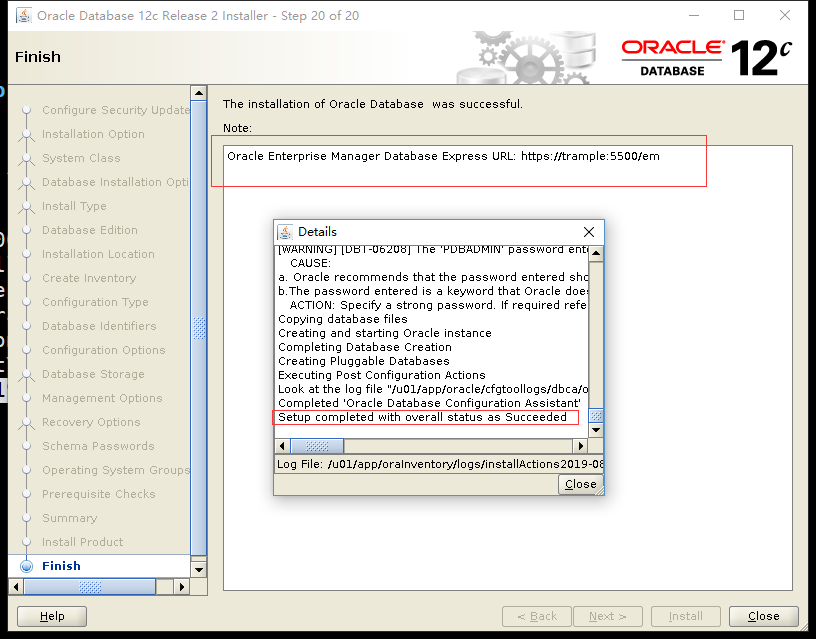 Oracle Database 12c Release 2 Installer - Step 20 of 20
Finish
ORACLE
DATABASE
12c
Configure Security Update
Installation Option
System Class
Database Installation Opti
Install Type
Database Edition
Installation Location
Create Inventory
Configuration Type
Database Identifiers
Configuration Options
Database Storage
Management Options
Recovery Options
Schema Passwords
Operating System Groups
Prerequisite Checks
Summary
Install Product
Finish
The installation of Oracle Database was successful.
Note:
Oracle Enterprise Manager Database Express URL: https://trample:5500/em
Details
[WARNING] [DBT-06208] The 'PDBADMIN' password ente
CAUSE:
a. Oracle recommends that the password entered sho
b.The password entered is a keyword that Oracle does
ACTION: Specify a strong password. If required refe
Copying database files
Creating and starting Oracle instance
Completing Database Creation
Creating Pluggable Databases
Executing Post Configuration Actions
Look at the log file "/u01/app/oracle/cfgtoollogs/dbca/o
Completed 'Oracle Database Configuration Assistant'
Setup completed with overall status as Succeeded
Log File: /u01/app/oraInventory/logs/installActions2019-08
Close
Help
< Back
Next >
Install
Close